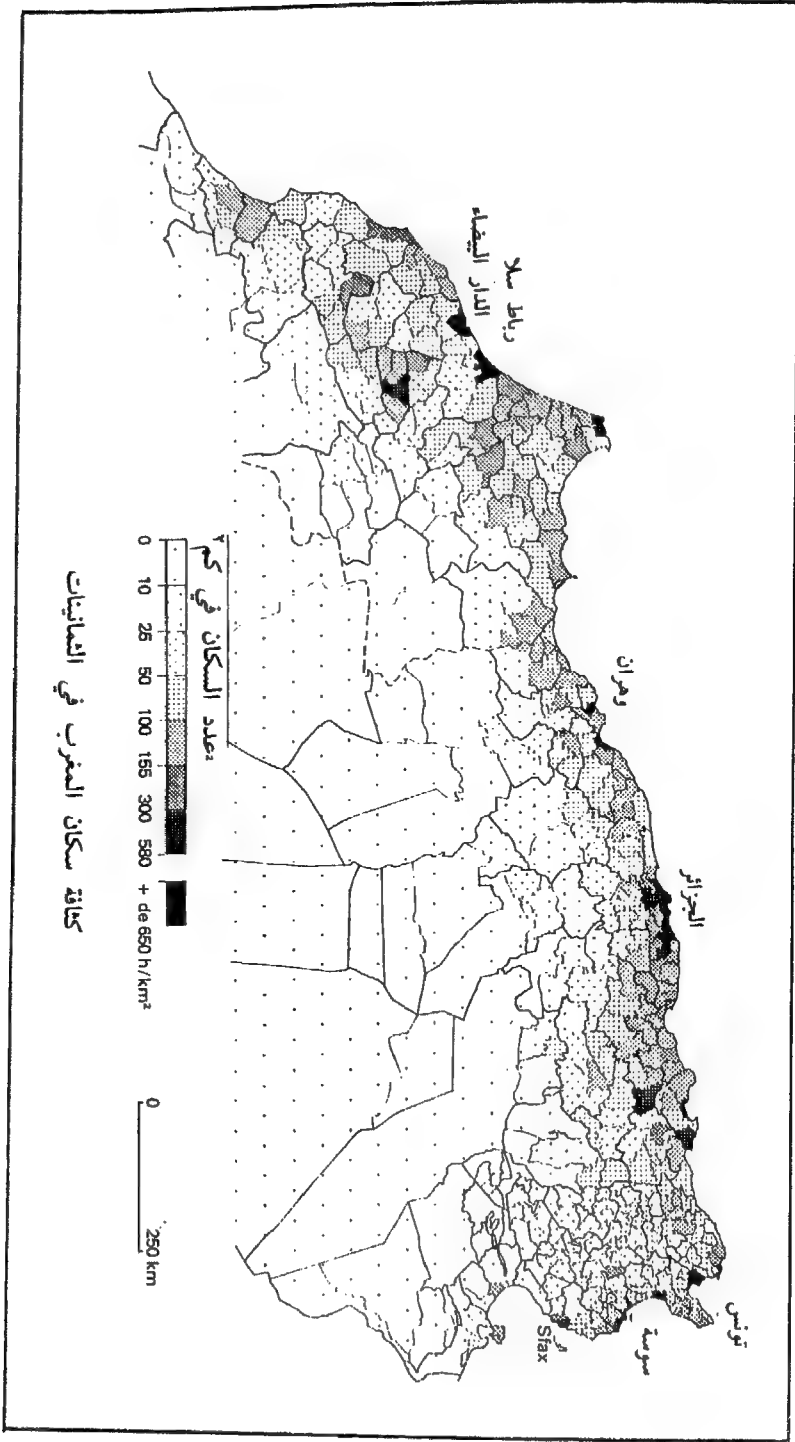 رباط سلا
الدار البيضاء
وهران
الجزائر
تونس
سوسة
Sfax
عدد السكان في كم٢
0 10 25 50 100 155 300 580 + de 650 h/km²
0 250 km
كثافة سكان المغرب في الثمانينات